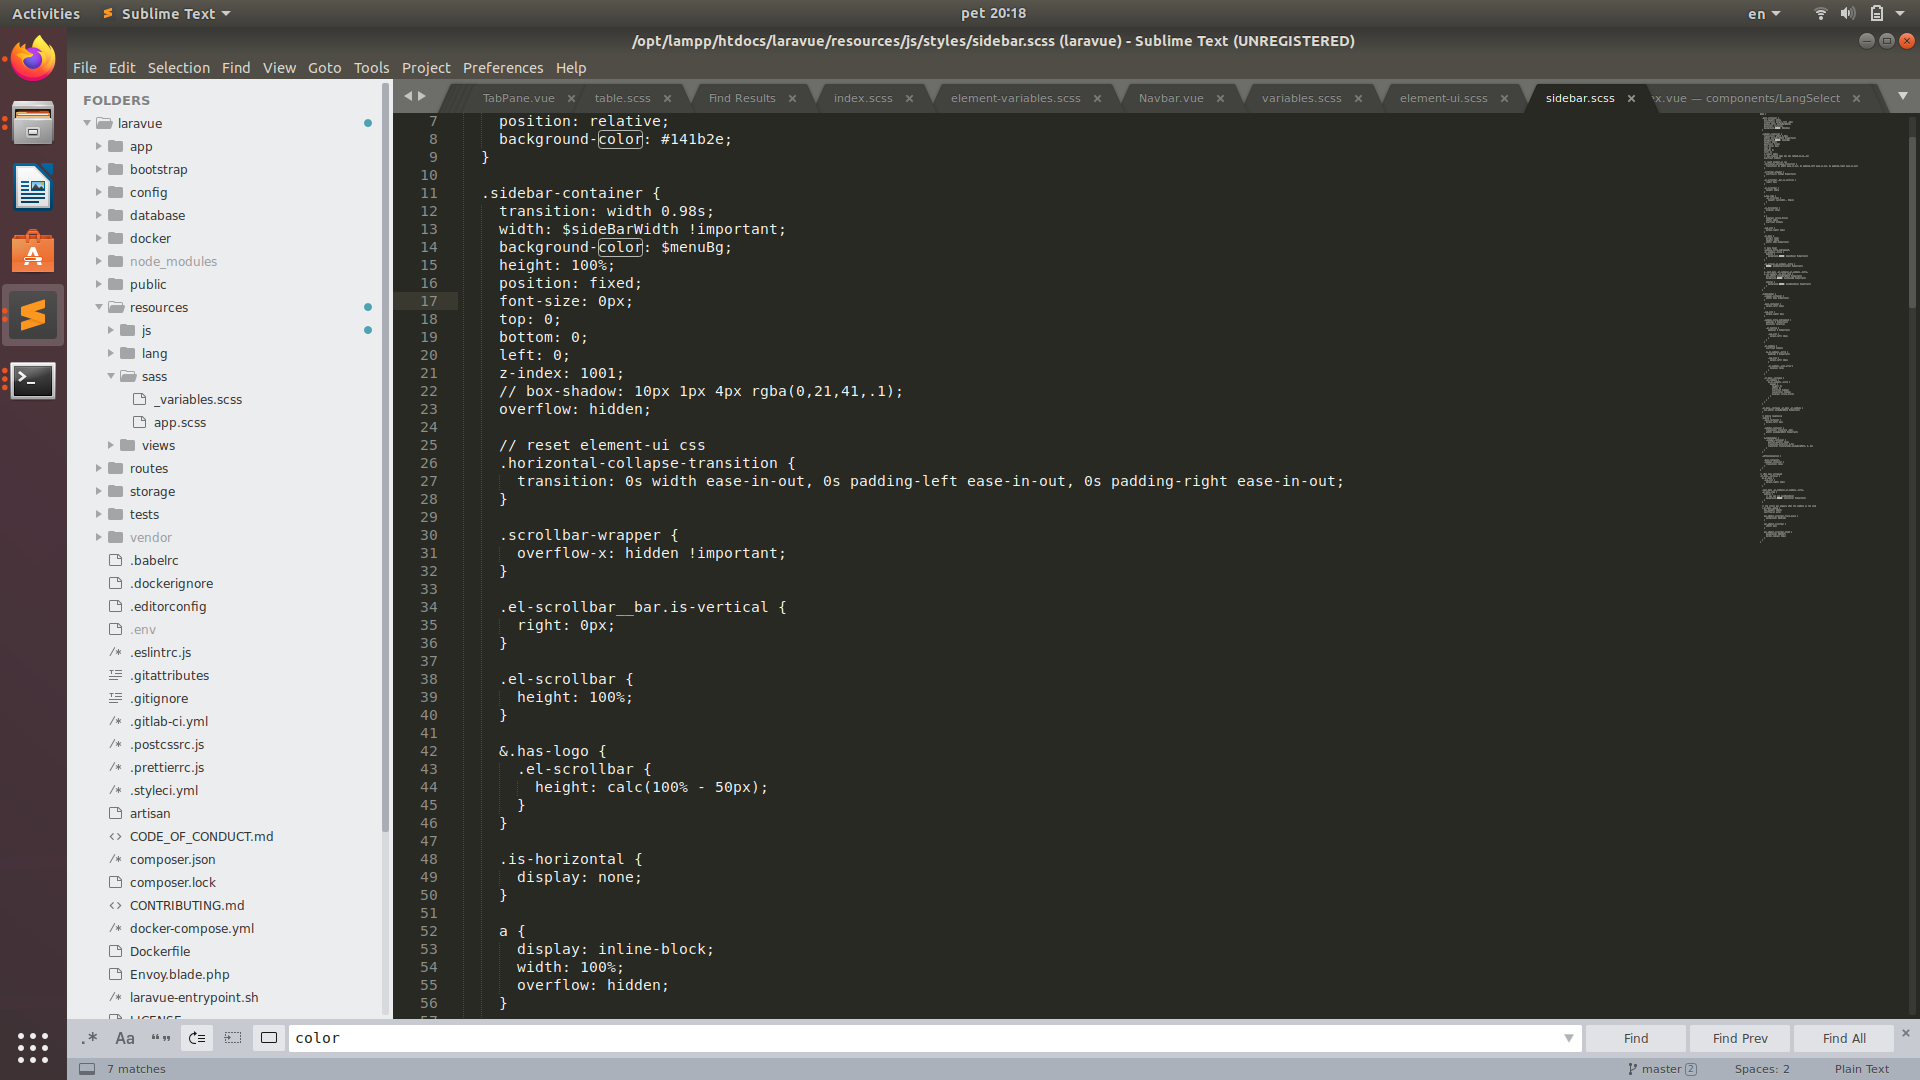 Activities
Sublime Text
pet 20:18
en
/opt/lampp/htdocs/laravue/resources/js/styles/sidebar.scss (laravue) - Sublime Text (UNREGISTERED)
File Edit Selection Find View Goto Tools Project Preferences Help
FOLDERS
laravue
app
bootstrap
config
database
docker
node_modules
public
resources
js
lang
sass
_variables.scss
app.scss
views
routes
storage
tests
vendor
.babelrc
.dockerignore
.editorconfig
.env
.eslintrc.js
.gitattributes
.gitignore
.gitlab-ci.yml
.postcssrc.js
.prettierrc.js
.styleci.yml
artisan
CODE_OF_CONDUCT.md
composer.json
composer.lock
CONTRIBUTING.md
docker-compose.yml
Dockerfile
Envoy.blade.php
laravue-entrypoint.sh
LICENSE
TabPane.vue × table.scss × Find Results × index.scss × element-variables.scss × Navbar.vue × variables.scss × element-ui.scss × sidebar.scss × ex.vue — components/LangSelect ×
7 position: relative;
8 background-color: #141b2e;
9 }
10
11 .sidebar-container {
12 transition: width 0.98s;
13 width: $sideBarWidth !important;
14 background-color: $menuBg;
15 height: 100%;
16 position: fixed;
17 font-size: 0px;
18 top: 0;
19 bottom: 0;
20 left: 0;
21 z-index: 1001;
22 // box-shadow: 10px 1px 4px rgba(0,21,41,.1);
23 overflow: hidden;
24
25 // reset element-ui css
26 .horizontal-collapse-transition {
27 transition: 0s width ease-in-out, 0s padding-left ease-in-out, 0s padding-right ease-in-out;
28 }
29
30 .scrollbar-wrapper {
31 overflow-x: hidden !important;
32 }
33
34 .el-scrollbar__bar.is-vertical {
35 right: 0px;
36 }
37
38 .el-scrollbar {
39 height: 100%;
40 }
41
42 &.has-logo {
43 .el-scrollbar {
44 height: calc(100% - 50px);
45 }
46 }
47
48 .is-horizontal {
49 display: none;
50 }
51
52 a {
53 display: inline-block;
54 width: 100%;
55 overflow: hidden;
56 }
57
.* Aa “” color Find Find Prev Find All ×
7 matches
master 2
Spaces: 2
Plain Text